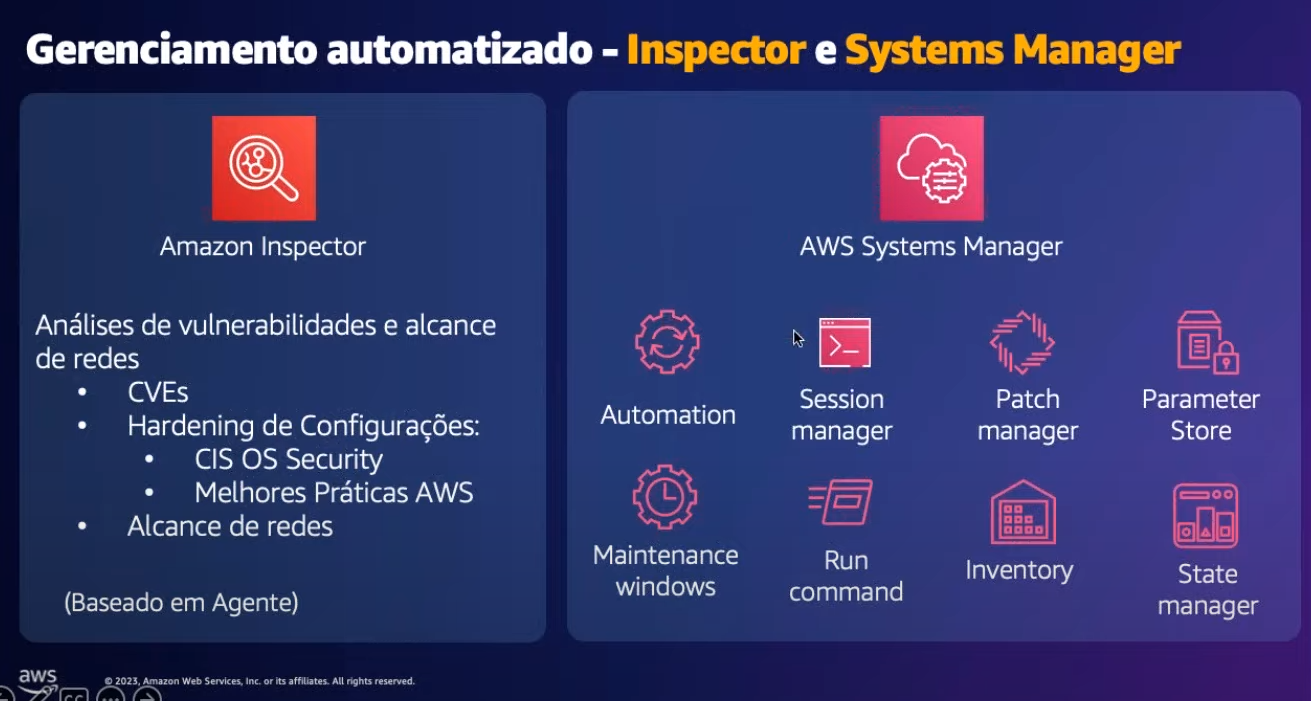 Gerenciamento automatizado - Inspector e Systems Manager
Amazon Inspector
Análises de vulnerabilidades e alcance
de redes
• CVEs
• Hardening de Configurações:
• CIS OS Security
• Melhores Práticas AWS
• Alcance de redes
(Baseado em Agente)
AWS Systems Manager
Automation
Session
manager
Patch
manager
Parameter
Store
Maintenance
windows
Run
command
Inventory
State
manager
aws
© 2023, Amazon Web Services, Inc. or its affiliates. All rights reserved.